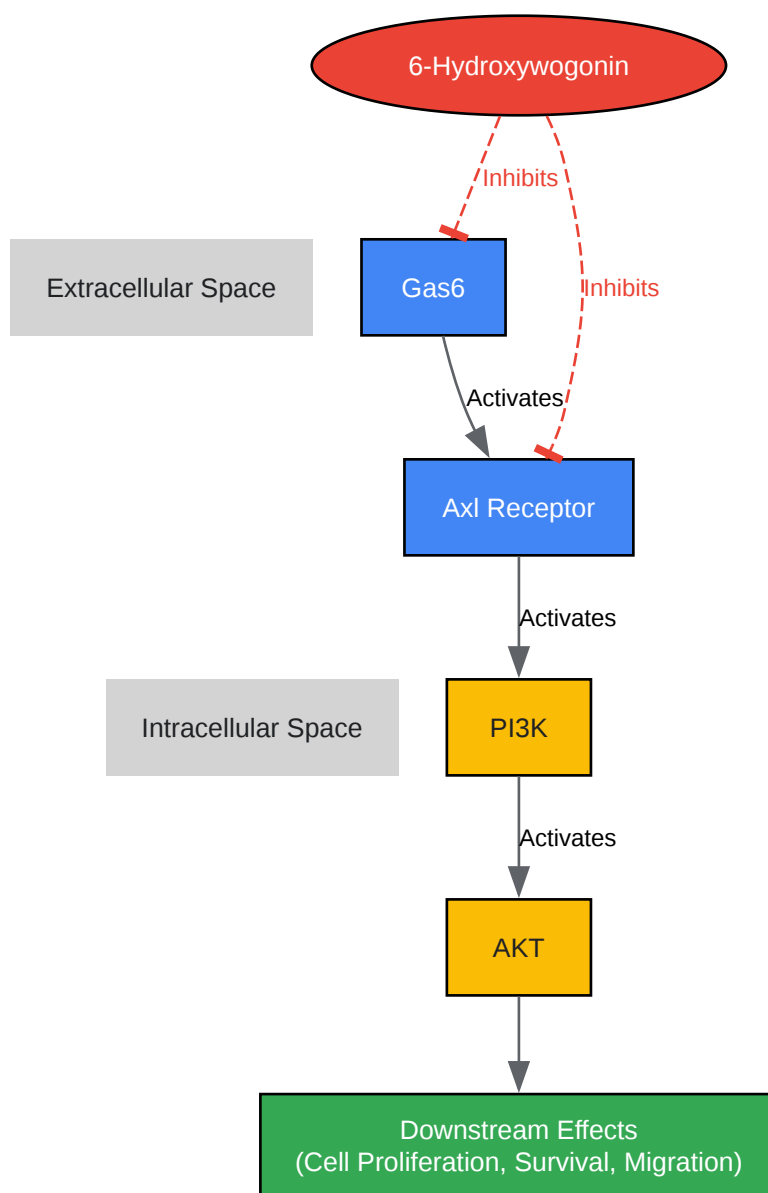 6-Hydroxywogonin
Inhibits
Extracellular Space
Gas6
Inhibits
Activates
Axl Receptor
Activates
Intracellular Space
PI3K
Activates
AKT
Downstream Effects
(Cell Proliferation, Survival, Migration)